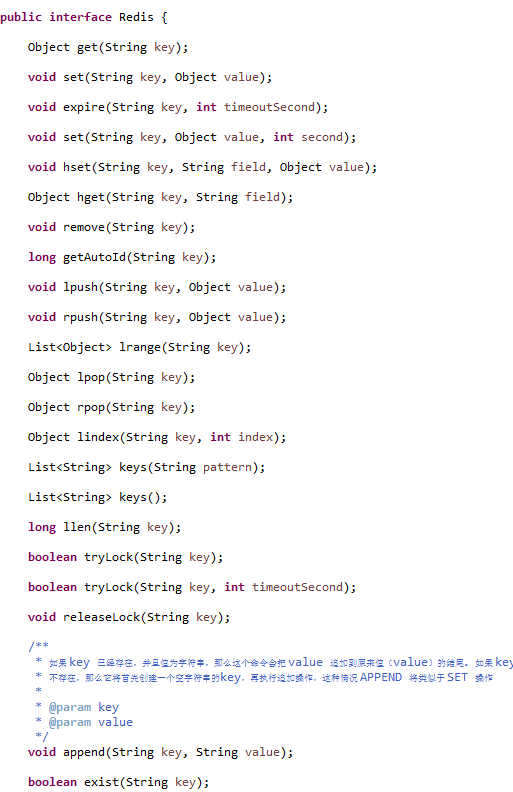 public interface Redis {
Object get(String key);
void set(String key, Object value);
void expire(String key, int timeoutSecond);
void set(String key, Object value, int second);
void hset(String key, String field, Object value);
Object hget(String key, String field);
void remove(String key);
long getAutoId(String key);
void lpush(String key, Object value);
void rpush(String key, Object value);
List<Object> lrange(String key);
Object lpop(String key);
Object rpop(String key);
Object lindex(String key, int index);
List<String> keys(String pattern);
List<String> keys();
long llen(String key);
boolean tryLock(String key);
boolean tryLock(String key, int timeoutSecond);
void releaseLock(String key);
/**
* 如果 key 已经存在，并且值为字符串，那么这个命令会把 value 追加到原来值（value）的结尾。如果 key
* 不存在，那么它将首先创建一个空字符串的key，再执行追加操作，这种情况 APPEND 将类似于 SET 操作
*
* @param key
* @param value
*/
void append(String key, String value);
boolean exist(String key);